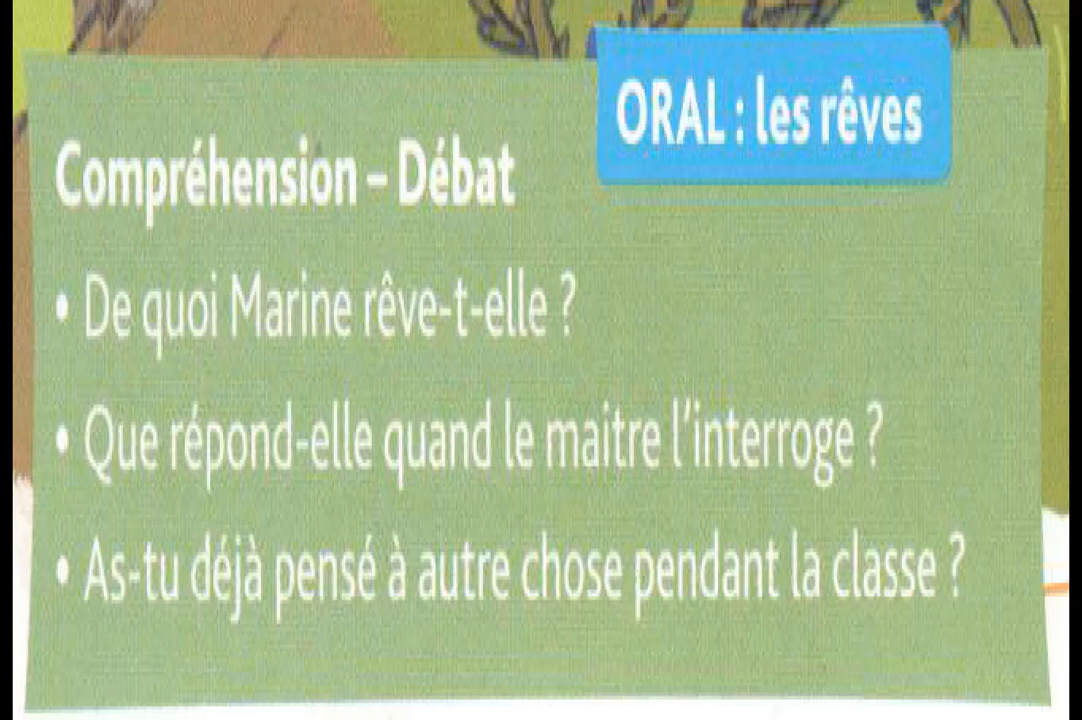 ORAL : les rêves
Compréhension – Débat
• De quoi Marine rêve-t-elle ?
• Que répond-elle quand le maitre l'interroge ?
• As-tu déjà pensé à autre chose pendant la classe ?